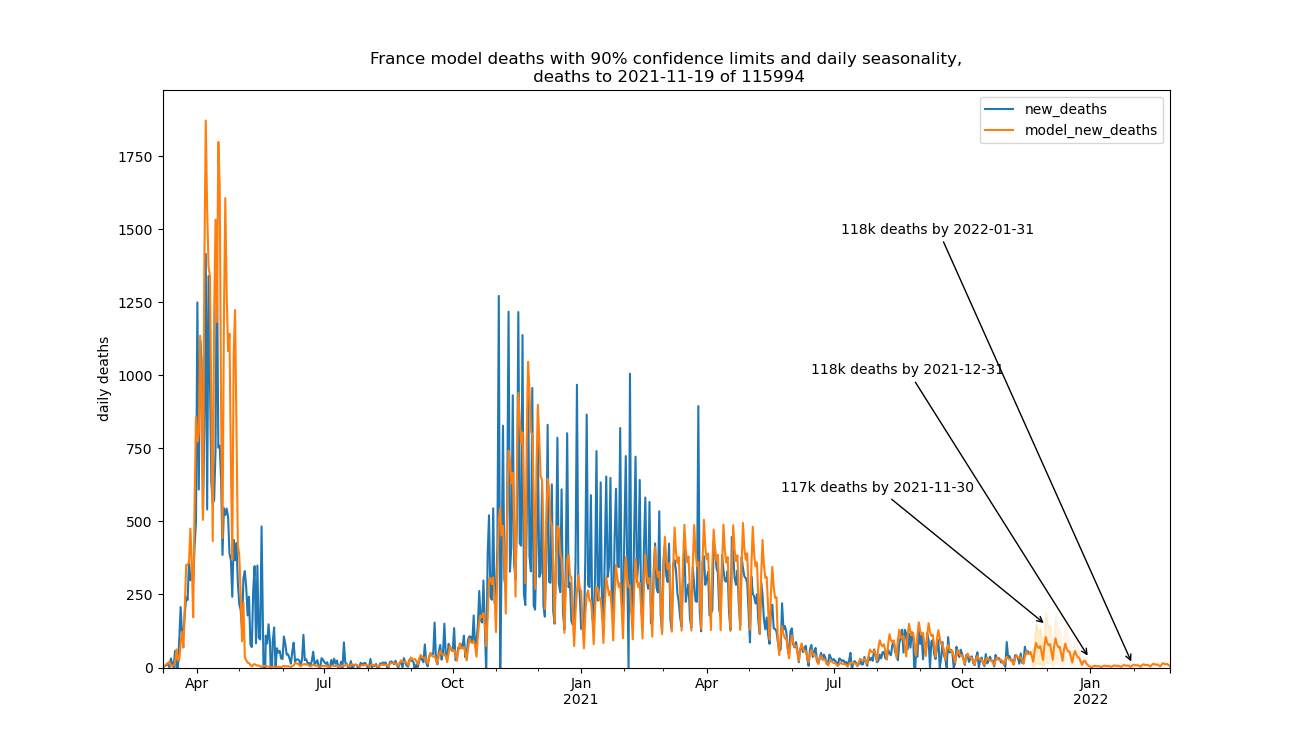 France model deaths with 90% confidence limits and daily seasonality,
deaths to 2021-11-19 of 115994
new_deaths
model_new_deaths
daily deaths
1750
1500
1250
1000
750
500
250
0
118k deaths by 2022-01-31
118k deaths by 2021-12-31
117k deaths by 2021-11-30
Apr
Jul
Oct
Jan
2021
Apr
Jul
Oct
Jan
2022